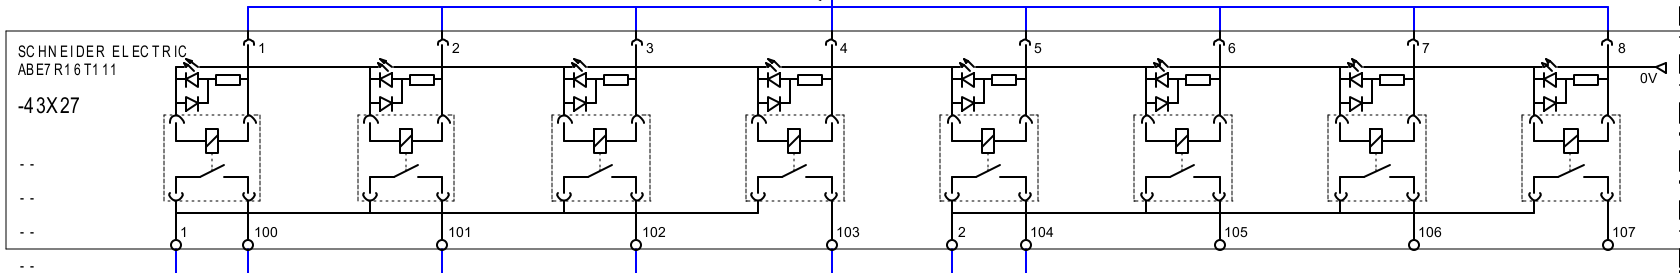 1 2 3 4 5 6 7 8
SCHNEIDER ELECTRIC
ABE7R16T111
0V
-43X27
--
--
--
1 100 101 102 103 2 104 105 106 107
--